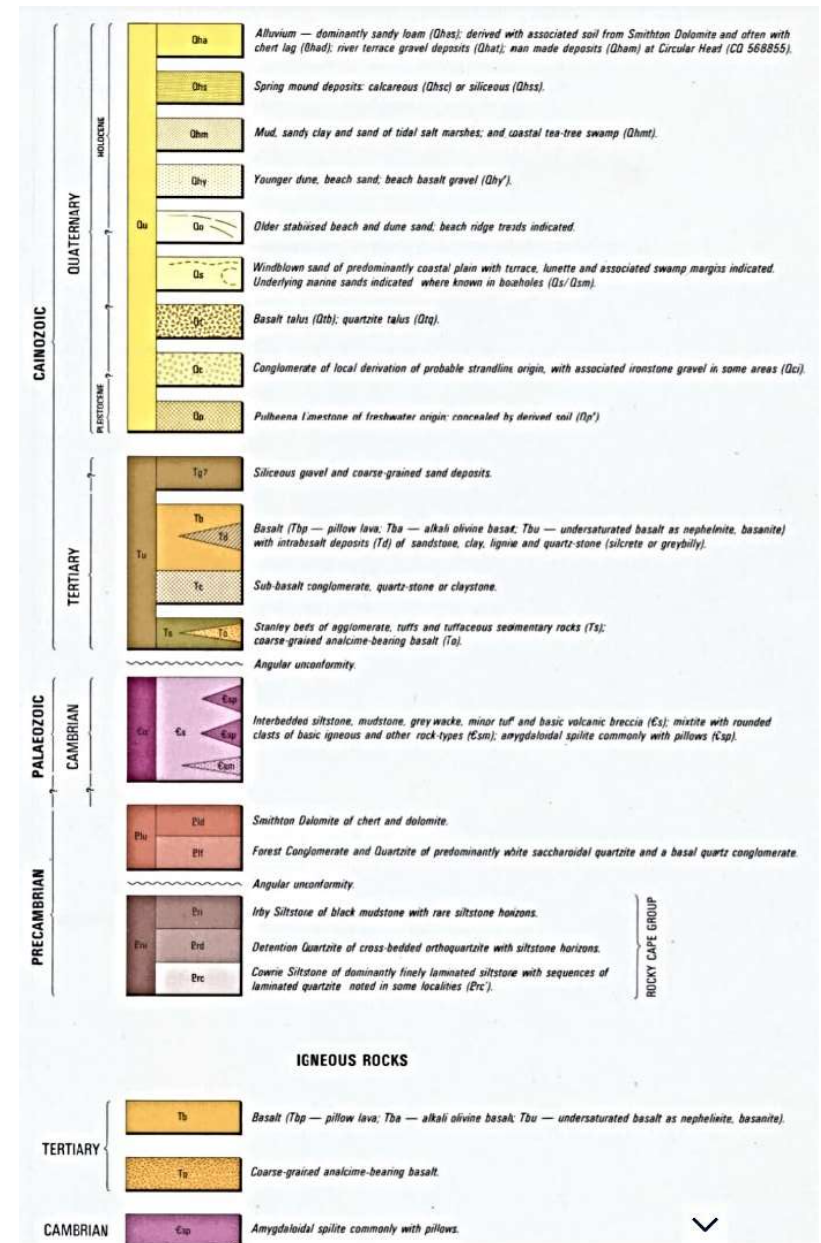 Qha
Alluvium — dominantly sandy loam (Qhas); derived with associated soil from Smithton Dolomite and often with
chert lag (Qhad); river terrace gravel deposits (Qhat); man made deposits (Qham) at Circular Head (CQ 568855).
Qhs
Spring mound deposits: calcareous (Qhsc) or siliceous (Qhss).
HOLOCENE
Qhm
Mud, sandy clay and sand of tidal salt marshes; and coastal tea-tree swamp (Qhmt).
Qhy
Younger dune, beach sand; beach basalt gravel (Qhy').
QUATERNARY
Qu
Qo
Older stabilised beach and dune sand; beach ridge trends indicated.
?
Qs
Windblown sand of predominantly coastal plain with terrace, lunette and associated swamp margins indicated.
Underlying marine sands indicated where known in boreholes (Qs/Qsm).
CAINOZOIC
?
Qt
Basalt talus (Qtb); quartzite talus (Qtq).
?
Qc
Conglomerate of local derivation of probable strandline origin, with associated ironstone gravel in some areas (Qci).
PLEISTOCENE
Qp
Pulbeena Limestone of freshwater origin; concealed by derived soil (Qp')
?
Tg?
Siliceous gravel and coarse-grained sand deposits.
Tb
Td
Basalt (Tbp — pillow lava; Tba — alkali olivine basalt; Tbu — undersaturated basalt as nephelinite, basanite)
with intrabasalt deposits (Td) of sandstone, clay, lignite and quartz-stone (silcrete or greybilly).
Tu
TERTIARY
Tc
Sub-basalt conglomerate, quartz-stone or claystone.
Ts
To
Stanley beds of agglomerate, tuffs and tuffaceous sedimentary rocks (Ts);
coarse-grained analcime-bearing basalt (To).
Angular unconformity.
PALAEOZOIC
CAMBRIAN
Єs
Єsp
Єsp
Єsm
Interbedded siltstone, mudstone, greywacke, minor tuff and basic volcanic breccia (Єs); mixtite with rounded
clasts of basic igneous and other rock-types (Єsm); amygdaloidal spilite commonly with pillows (Єsp).
?
?
PRECAMBRIAN
Plu
Pld
Smithton Dolomite of chert and dolomite.
Plf
Forest Conglomerate and Quartzite of predominantly white saccharoidal quartzite and a basal quartz conglomerate.
Angular unconformity.
Pri
Irby Siltstone of black mudstone with rare siltstone horizons.
Prd
Detention Quartzite of cross-bedded orthoquartzite with siltstone horizons.
Prc
Cowrie Siltstone of dominantly finely laminated siltstone with sequences of
laminated quartzite noted in some localities (Prc').
ROCKY CAPE GROUP
IGNEOUS ROCKS
TERTIARY
Tb
Basalt (Tbp — pillow lava; Tba — alkali olivine basalt; Tbu — undersaturated basalt as nephelinite, basanite).
To
Coarse-grained analcime-bearing basalt.
CAMBRIAN
Єsp
Amygdaloidal spilite commonly with pillows.